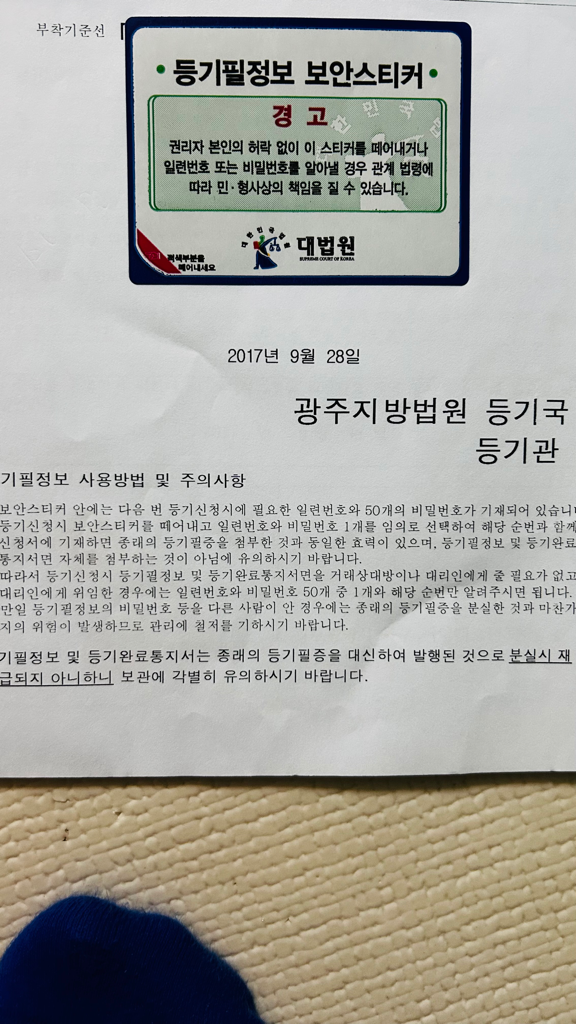 부착기준선
등기필정보 보안스티커
경 고
대한민국법원
권리자 본인의 허락 없이 이 스티커를 떼어내거나
일련번호 또는 비밀번호를 알아낼 경우 관계 법령에
따라 민·형사상의 책임을 질 수 있습니다.
대한민국법원
대법원
SUPREME COURT OF KOREA
떼어내세요
2017년 9월 28일
광주지방법원 등기국
등기관
기필정보 사용방법 및 주의사항
보안스티커 안에는 다음 번 등기신청시에 필요한 일련번호와 50개의 비밀번호가 기재되어 있습니
등기신청시 보안스티커를 떼어내고 일련번호와 비밀번호 1개를 임의로 선택하여 해당 순번과 함께
신청서에 기재하면 종래의 등기필증을 첨부한 것과 동일한 효력이 있으며, 등기필정보 및 등기완료
통지서면 자체를 첨부하는 것이 아님에 유의하시기 바랍니다.
따라서 등기신청시 등기필정보 및 등기완료통지서면을 거래상대방이나 대리인에게 줄 필요가 없고
대리인에게 위임한 경우에는 일련번호와 비밀번호 50개 중 1개와 해당 순번만 알려주시면 됩니다.
만일 등기필정보의 비밀번호 등을 다른 사람이 안 경우에는 종래의 등기필증을 분실한 것과 마찬가
지의 위험이 발생하므로 관리에 철저를 기하시기 바랍니다.
기필정보 및 등기완료통지서는 종래의 등기필증을 대신하여 발행된 것으로 분실시 재
급되지 아니하니 보관에 각별히 유의하시기 바랍니다.